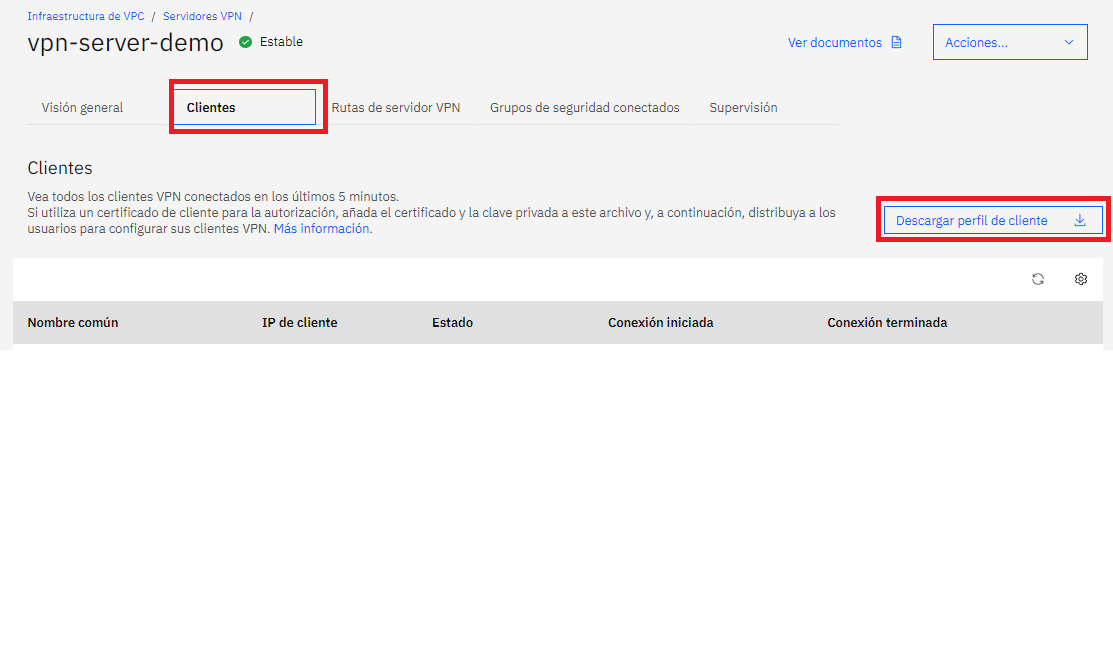 Infraestructura de VPC / Servidores VPN /
vpn-server-demo Estable
Ver documentos Acciones...
Visión general Clientes Rutas de servidor VPN Grupos de seguridad conectados Supervisión
Clientes
Vea todos los clientes VPN conectados en los últimos 5 minutos.
Si utiliza un certificado de cliente para la autorización, añada el certificado y la clave privada a este archivo y, a continuación, distribuya a los
usuarios para configurar sus clientes VPN. Más información.
Descargar perfil de cliente
Nombre común IP de cliente Estado Conexión iniciada Conexión terminada